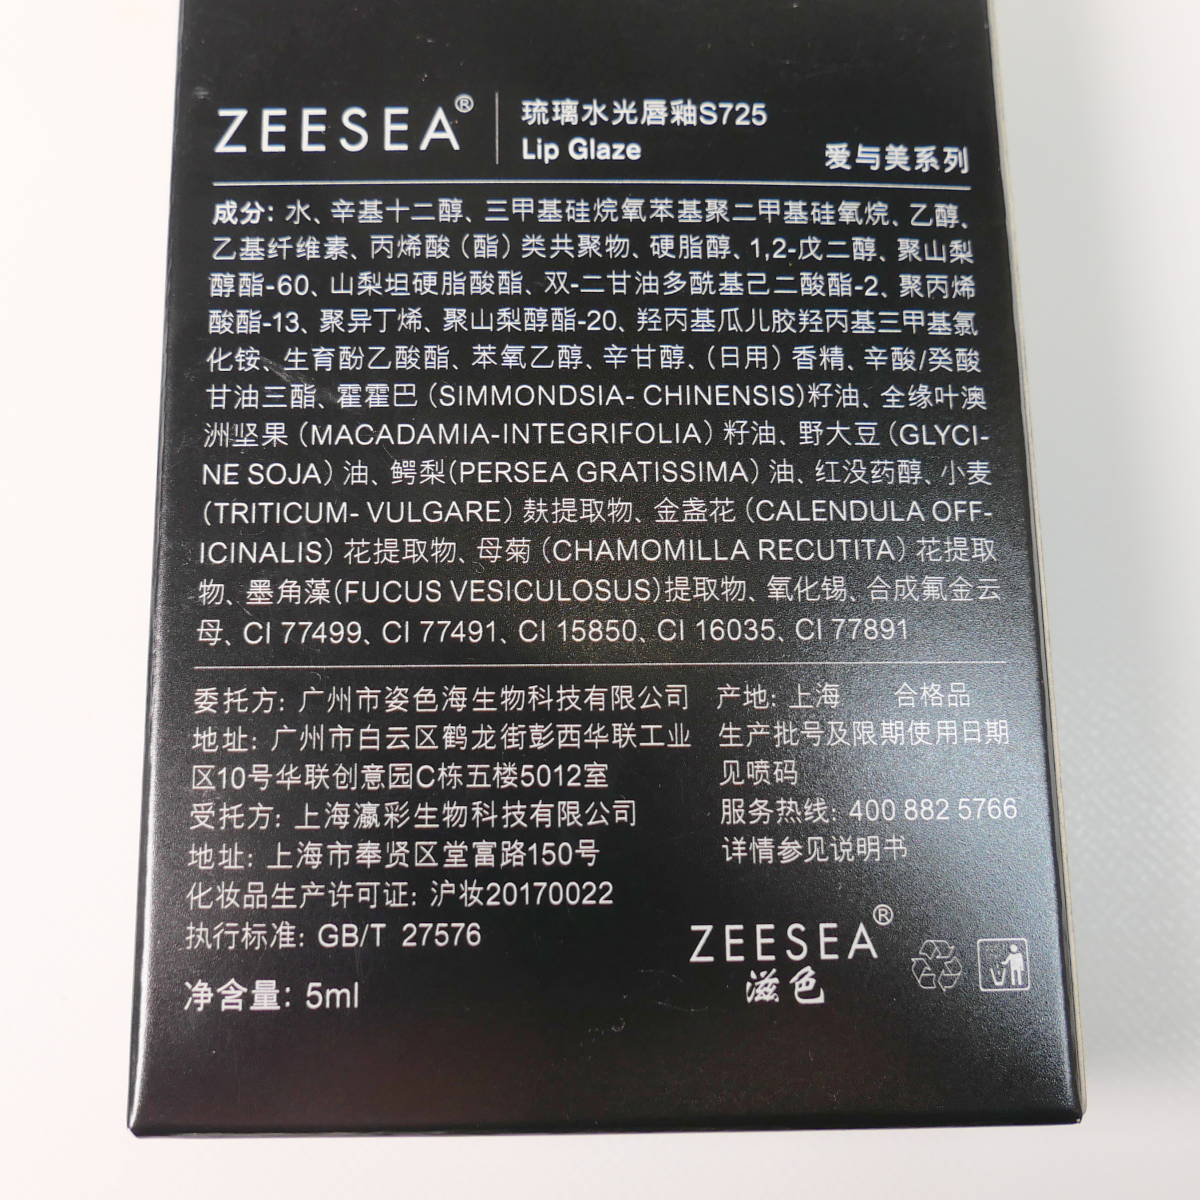 ZEESEA®
琉璃水光唇釉S725
Lip Glaze
爱与美系列
成分: 水、辛基十二醇、三甲基硅烷氧苯基聚二甲基硅氧烷、乙醇、
乙基纤维素、丙烯酸（酯）类共聚物、硬脂醇、1,2-戊二醇、聚山梨
醇酯-60、山梨坦硬脂酸酯、双-二甘油多酰基己二酸酯-2、聚丙烯
酸酯-13、聚异丁烯、聚山梨醇酯-20、羟丙基瓜儿胶羟丙基三甲基氯
化铵、生育酚乙酸酯、苯氧乙醇、辛甘醇、(日用) 香精、辛酸/癸酸
甘油三酯、霍霍巴 (SIMMONDSIA- CHINENSIS)籽油、全缘叶澳
洲坚果 (MACADAMIA-INTEGRIFOLIA) 籽油、野大豆 (GLYCI-
NE SOJA) 油、鳄梨(PERSEA GRATISSIMA) 油、红没药醇、小麦
(TRITICUM- VULGARE) 麸提取物、金盏花 (CALENDULA OFF-
ICINALIS) 花提取物、母菊 (CHAMOMILLA RECUTITA) 花提取
物、墨角藻(FUCUS VESICULOSUS)提取物、氧化锡、合成氟金云
母、CI 77499、CI 77491、CI 15850、CI 16035、CI 77891
委托方: 广州市姿色海生物科技有限公司
地址: 广州市白云区鹤龙街彭西华联工业
区10号华联创意园C栋五楼5012室
受托方: 上海瀛彩生物科技有限公司
地址: 上海市奉贤区堂富路150号
化妆品生产许可证: 沪妆20170022
执行标准: GB/T 27576
净含量: 5ml
产地: 上海 合格品
生产批号及限期使用日期
见喷码
服务热线: 400 882 5766
详情参见说明书
ZEESEA®
滋色